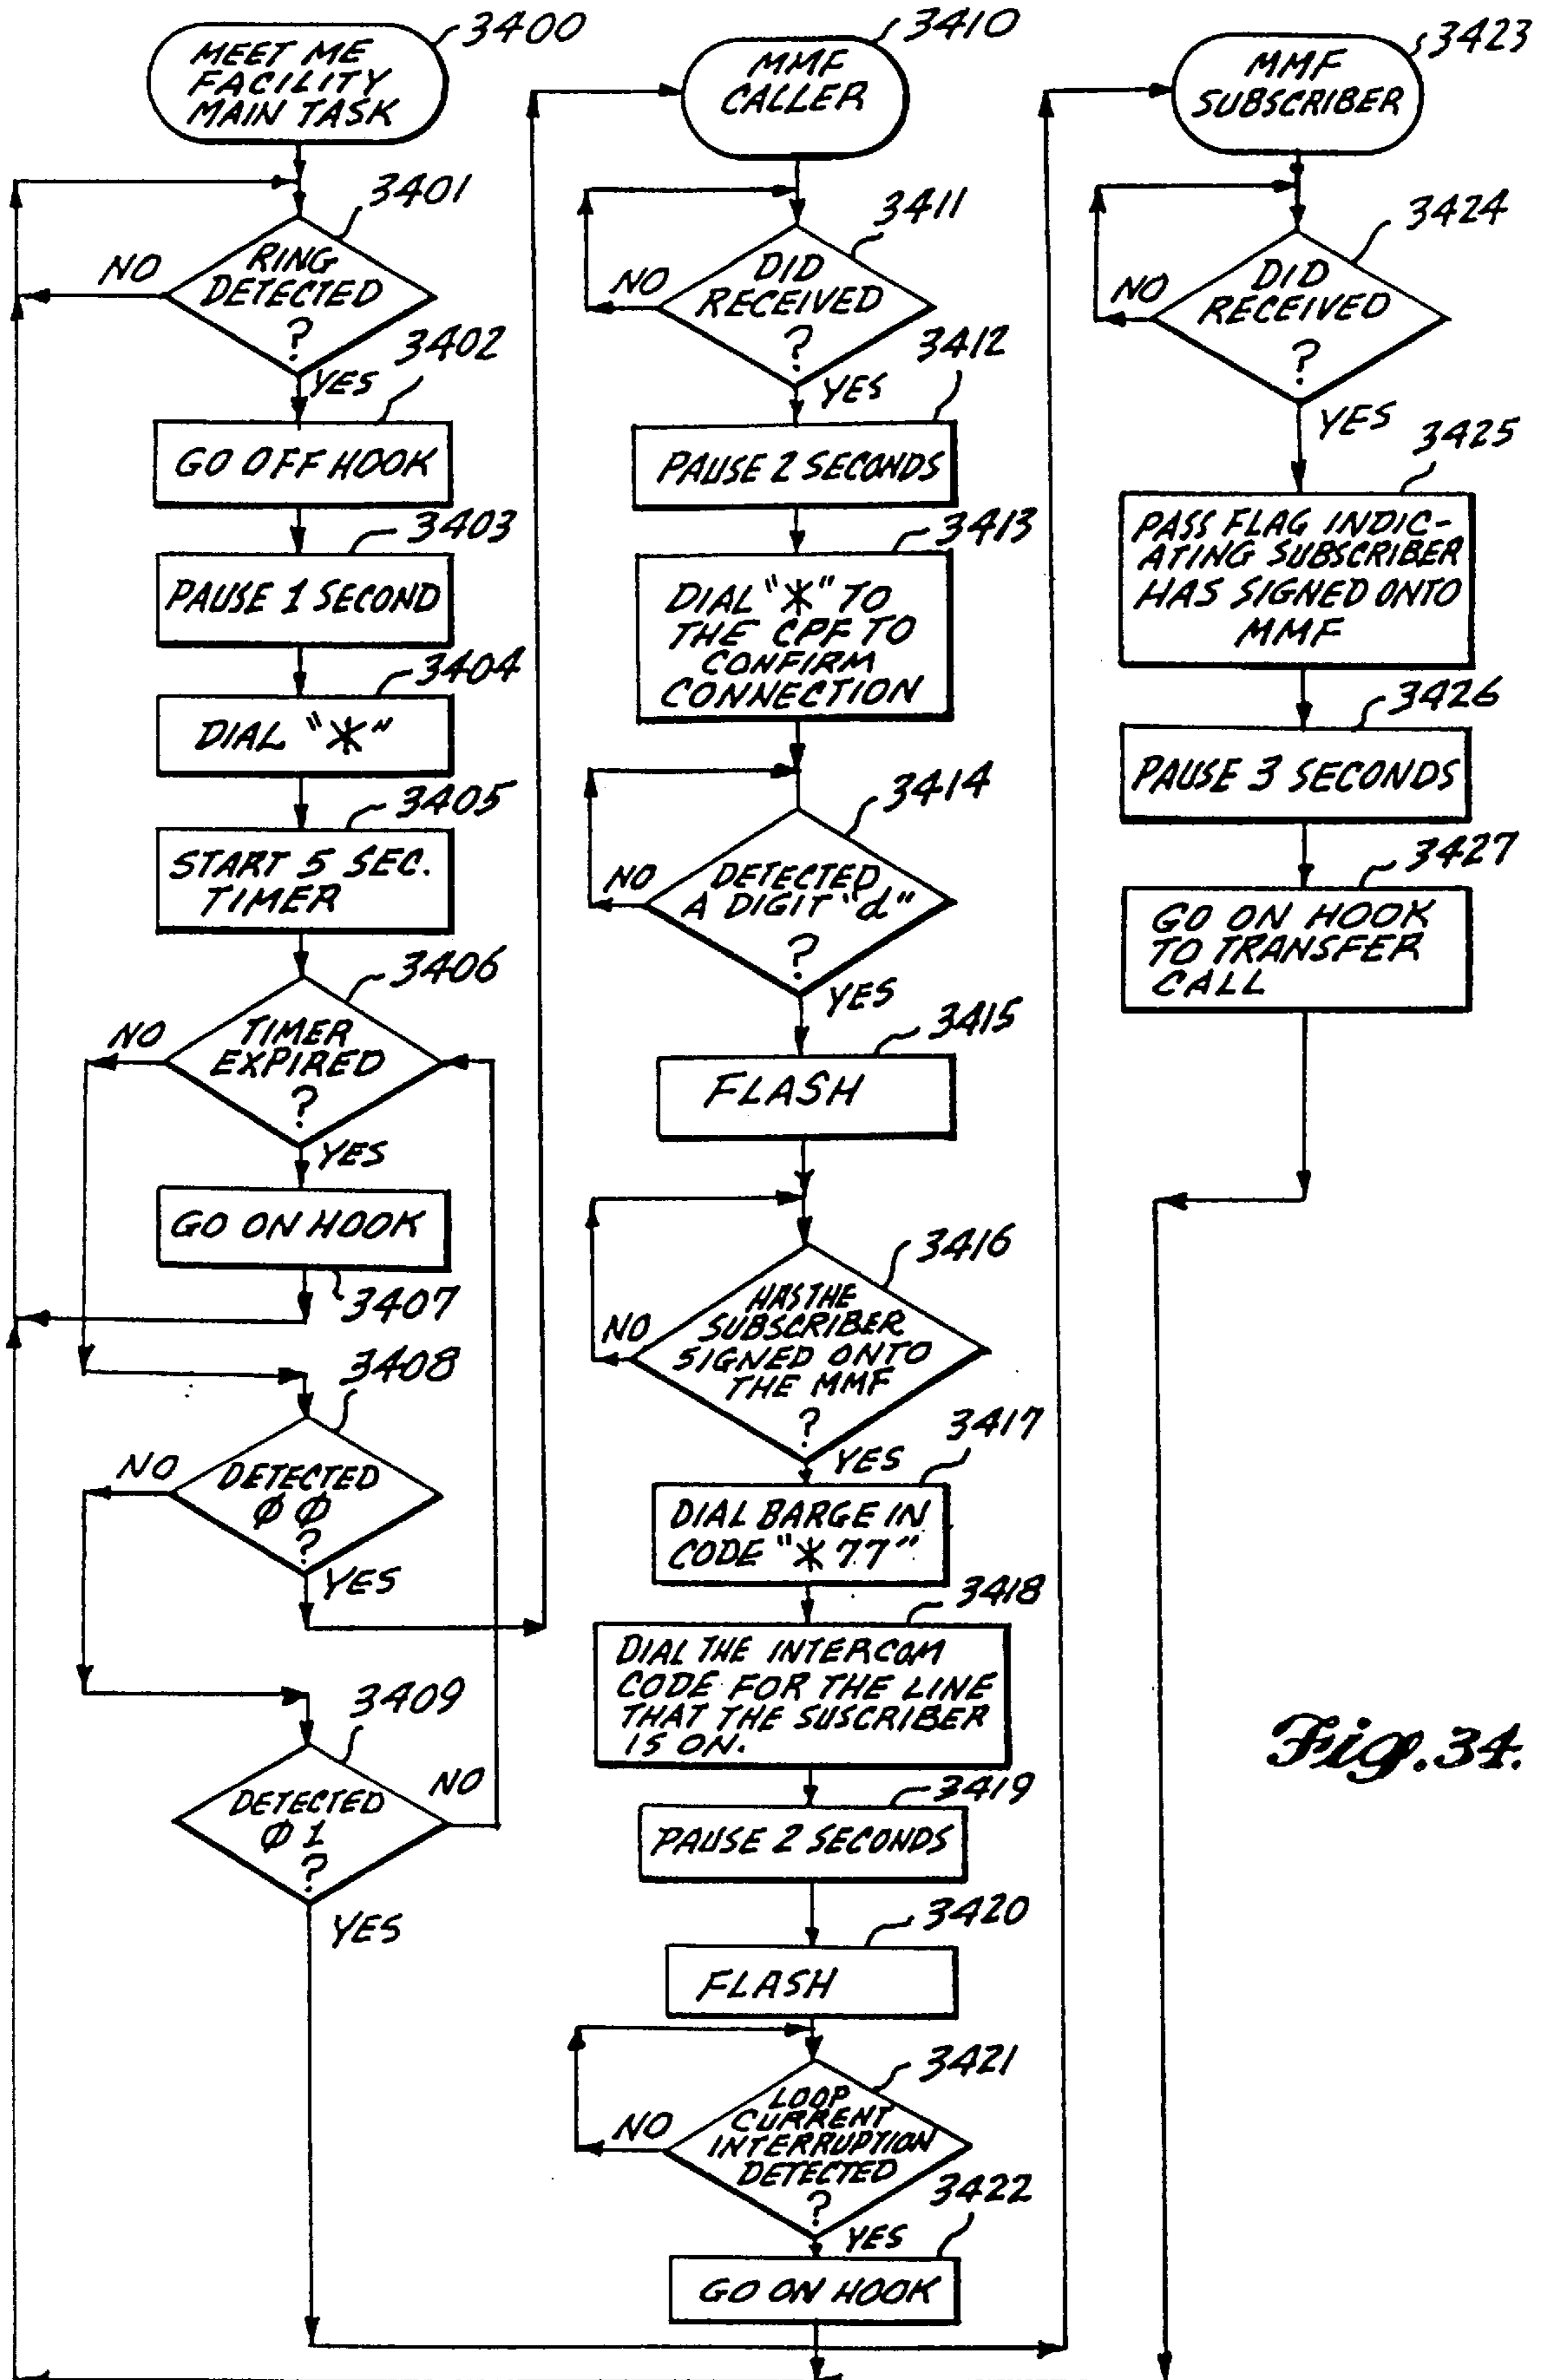 3400
MEET ME
FACILITY
MAIN TASK
3401
RING
DETECTED
?
NO
YES
3402
GO OFF HOOK
3403
PAUSE 1 SECOND
3404
DIAL "*"
3405
START 5 SEC.
TIMER
3406
TIMER
EXPIRED
?
NO
YES
GO ON HOOK
3407
3408
DETECTED
ØØ
?
NO
YES
3409
DETECTED
Ø1
?
NO
YES
3410
MMF
CALLER
3411
DID
RECEIVED
?
NO
YES
3412
PAUSE 2 SECONDS
3413
DIAL "*" TO
THE CPF TO
CONFIRM
CONNECTION
3414
DETECTED
A DIGIT "d"
?
NO
YES
3415
FLASH
3416
HAS THE
SUBSCRIBER
SIGNED ONTO
THE MMF
?
NO
YES
3417
DIAL BARGE IN
CODE "*77"
3418
DIAL THE INTERCOM
CODE FOR THE LINE
THAT THE SUSCRIBER
IS ON.
3419
PAUSE 2 SECONDS
3420
FLASH
3421
LOOP
CURRENT
INTERRUPTION
DETECTED
?
NO
YES
3422
GO ON HOOK
3423
MMF
SUBSCRIBER
3424
DID
RECEIVED
?
NO
YES
3425
PASS FLAG INDIC-
ATING SUBSCRIBER
HAS SIGNED ONTO
MMF
3426
PAUSE 3 SECONDS
3427
GO ON HOOK
TO TRANSFER
CALL
Fig. 34.